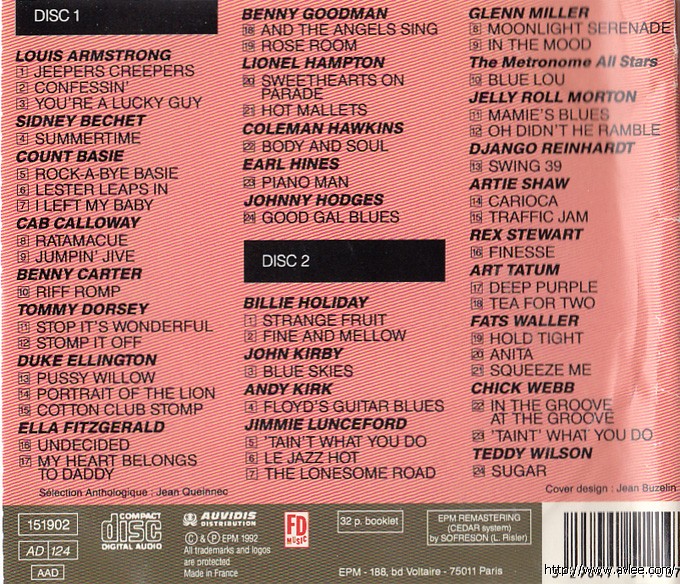 DISC 1
LOUIS ARMSTRONG
1 JEEPERS CREEPERS
2 CONFESSIN'
3 YOU'RE A LUCKY GUY
SIDNEY BECHET
4 SUMMERTIME
COUNT BASIE
5 ROCK-A-BYE BASIE
6 LESTER LEAPS IN
7 I LEFT MY BABY
CAB CALLOWAY
8 RATAMACUE
9 JUMPIN' JIVE
BENNY CARTER
10 RIFF ROMP
TOMMY DORSEY
11 STOP IT'S WONDERFUL
12 STOMP IT OFF
DUKE ELLINGTON
13 PUSSY WILLOW
14 PORTRAIT OF THE LION
15 COTTON CLUB STOMP
ELLA FITZGERALD
16 UNDECIDED
17 MY HEART BELONGS
TO DADDY
BENNY GOODMAN
18 AND THE ANGELS SING
19 ROSE ROOM
LIONEL HAMPTON
20 SWEETHEARTS ON
PARADE
21 HOT MALLETS
COLEMAN HAWKINS
22 BODY AND SOUL
EARL HINES
23 PIANO MAN
JOHNNY HODGES
24 GOOD GAL BLUES
DISC 2
BILLIE HOLIDAY
1 STRANGE FRUIT
2 FINE AND MELLOW
JOHN KIRBY
3 BLUE SKIES
ANDY KIRK
4 FLOYD'S GUITAR BLUES
JIMMIE LUNCEFORD
5 'TAIN'T WHAT YOU DO
6 LE JAZZ HOT
7 THE LONESOME ROAD
GLENN MILLER
8 MOONLIGHT SERENADE
9 IN THE MOOD
The Metronome All Stars
10 BLUE LOU
JELLY ROLL MORTON
11 MAMIE'S BLUES
12 OH DIDN'T HE RAMBLE
DJANGO REINHARDT
13 SWING 39
ARTIE SHAW
14 CARIOCA
15 TRAFFIC JAM
REX STEWART
16 FINESSE
ART TATUM
17 DEEP PURPLE
18 TEA FOR TWO
FATS WALLER
19 HOLD TIGHT
20 ANITA
21 SQUEEZE ME
CHICK WEBB
22 IN THE GROOVE
AT THE GROOVE
23 'TAINT' WHAT YOU DO
TEDDY WILSON
24 SUGAR
Sélection Anthologique : Jean Queinnec
Cover design : Jean Buzelin
151902
AD 124
AAD
COMPACT
disc
DIGITAL AUDIO
AUVIDIS
DISTRIBUTION
© & ℗ EPM 1992
All trademarks and logos
are protected
Made in France
FD
MUSIC
32 p. booklet
EPM REMASTERING
(CEDAR system)
by SOFRESON (L. Risler)
EPM - 188, bd Voltaire - 75011 Paris